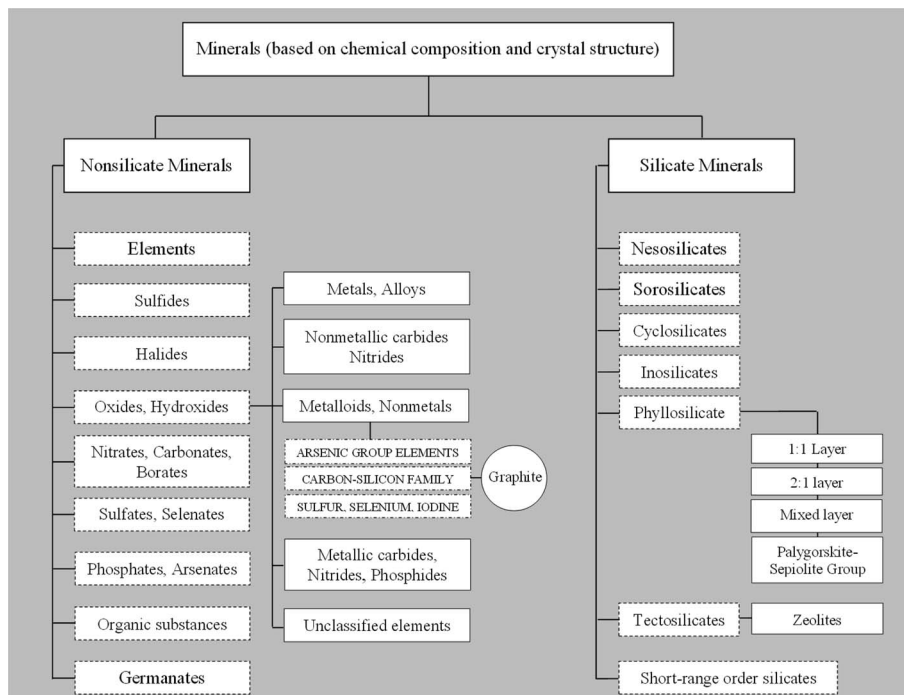 Minerals (based on chemical composition and crystal structure)
Nonsilicate Minerals
Elements
Sulfides
Halides
Oxides, Hydroxides
Nitrates, Carbonates,
Borates
Sulfates, Selenates
Phosphates, Arsenates
Organic substances
Germanates
Metals, Alloys
Nonmetallic carbides
Nitrides
Metalloids, Nonmetals
ARSENIC GROUP ELEMENTS
CARBON-SILICON FAMILY
SULFUR, SELENIUM, IODINE
Graphite
Metallic carbides,
Nitrides, Phosphides
Unclassified elements
Silicate Minerals
Nesosilicates
Sorosilicates
Cyclosilicates
Inosilicates
Phyllosilicate
1:1 Layer
2:1 layer
Mixed layer
Palygorskite-
Sepiolite Group
Tectosilicates
Zeolites
Short-range order silicates